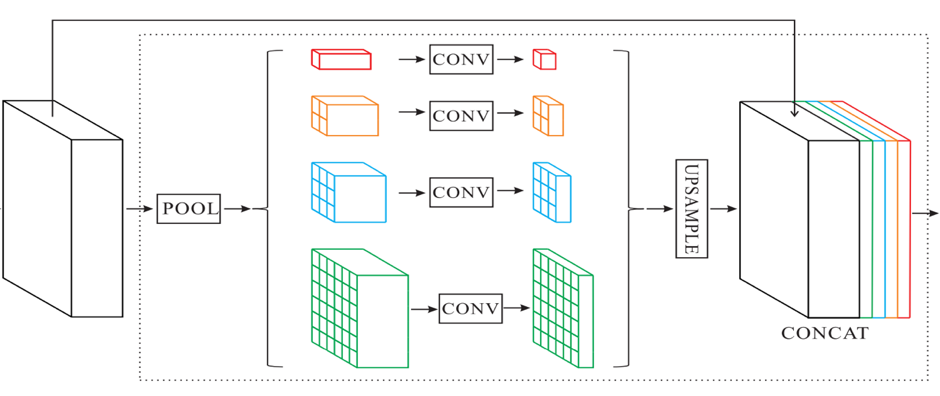 CONV
CONV
CONV
POOL
UPSAMPLE
CONV
CONCAT